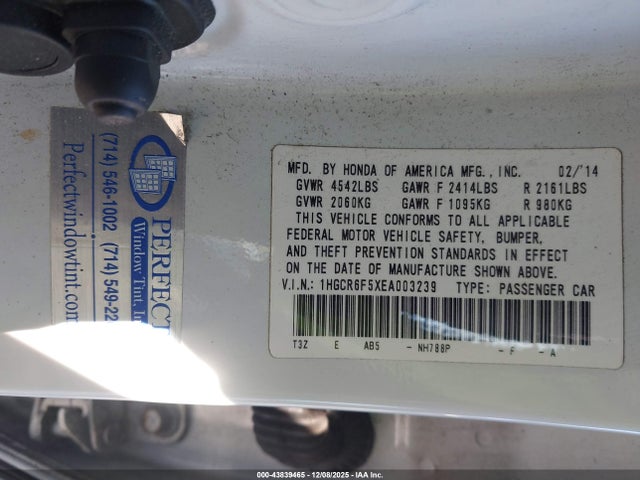 MFD. BY HONDA OF AMERICA MFG., INC. 02/'14
GVWR 4542LBS GAWR F 2414LBS R 2161LBS
GVWR 2060KG GAWR F 1095KG R 980KG
THIS VEHICLE CONFORMS TO ALL APPLICABLE
FEDERAL MOTOR VEHICLE SAFETY, BUMPER,
AND THEFT PREVENTION STANDARDS IN EFFECT
ON THE DATE OF MANUFACTURE SHOWN ABOVE.
V.I.N.: 1HGCR6F5XEA003239 TYPE: PASSENGER CAR
T3Z E AB5 - NH788P - F - A
PERFECT
Window Tint, In
(714) 546-1002 (714) 549-22
Perfectwindowtint.com
000-43839465 - 12/08/2025 - IAA Inc.